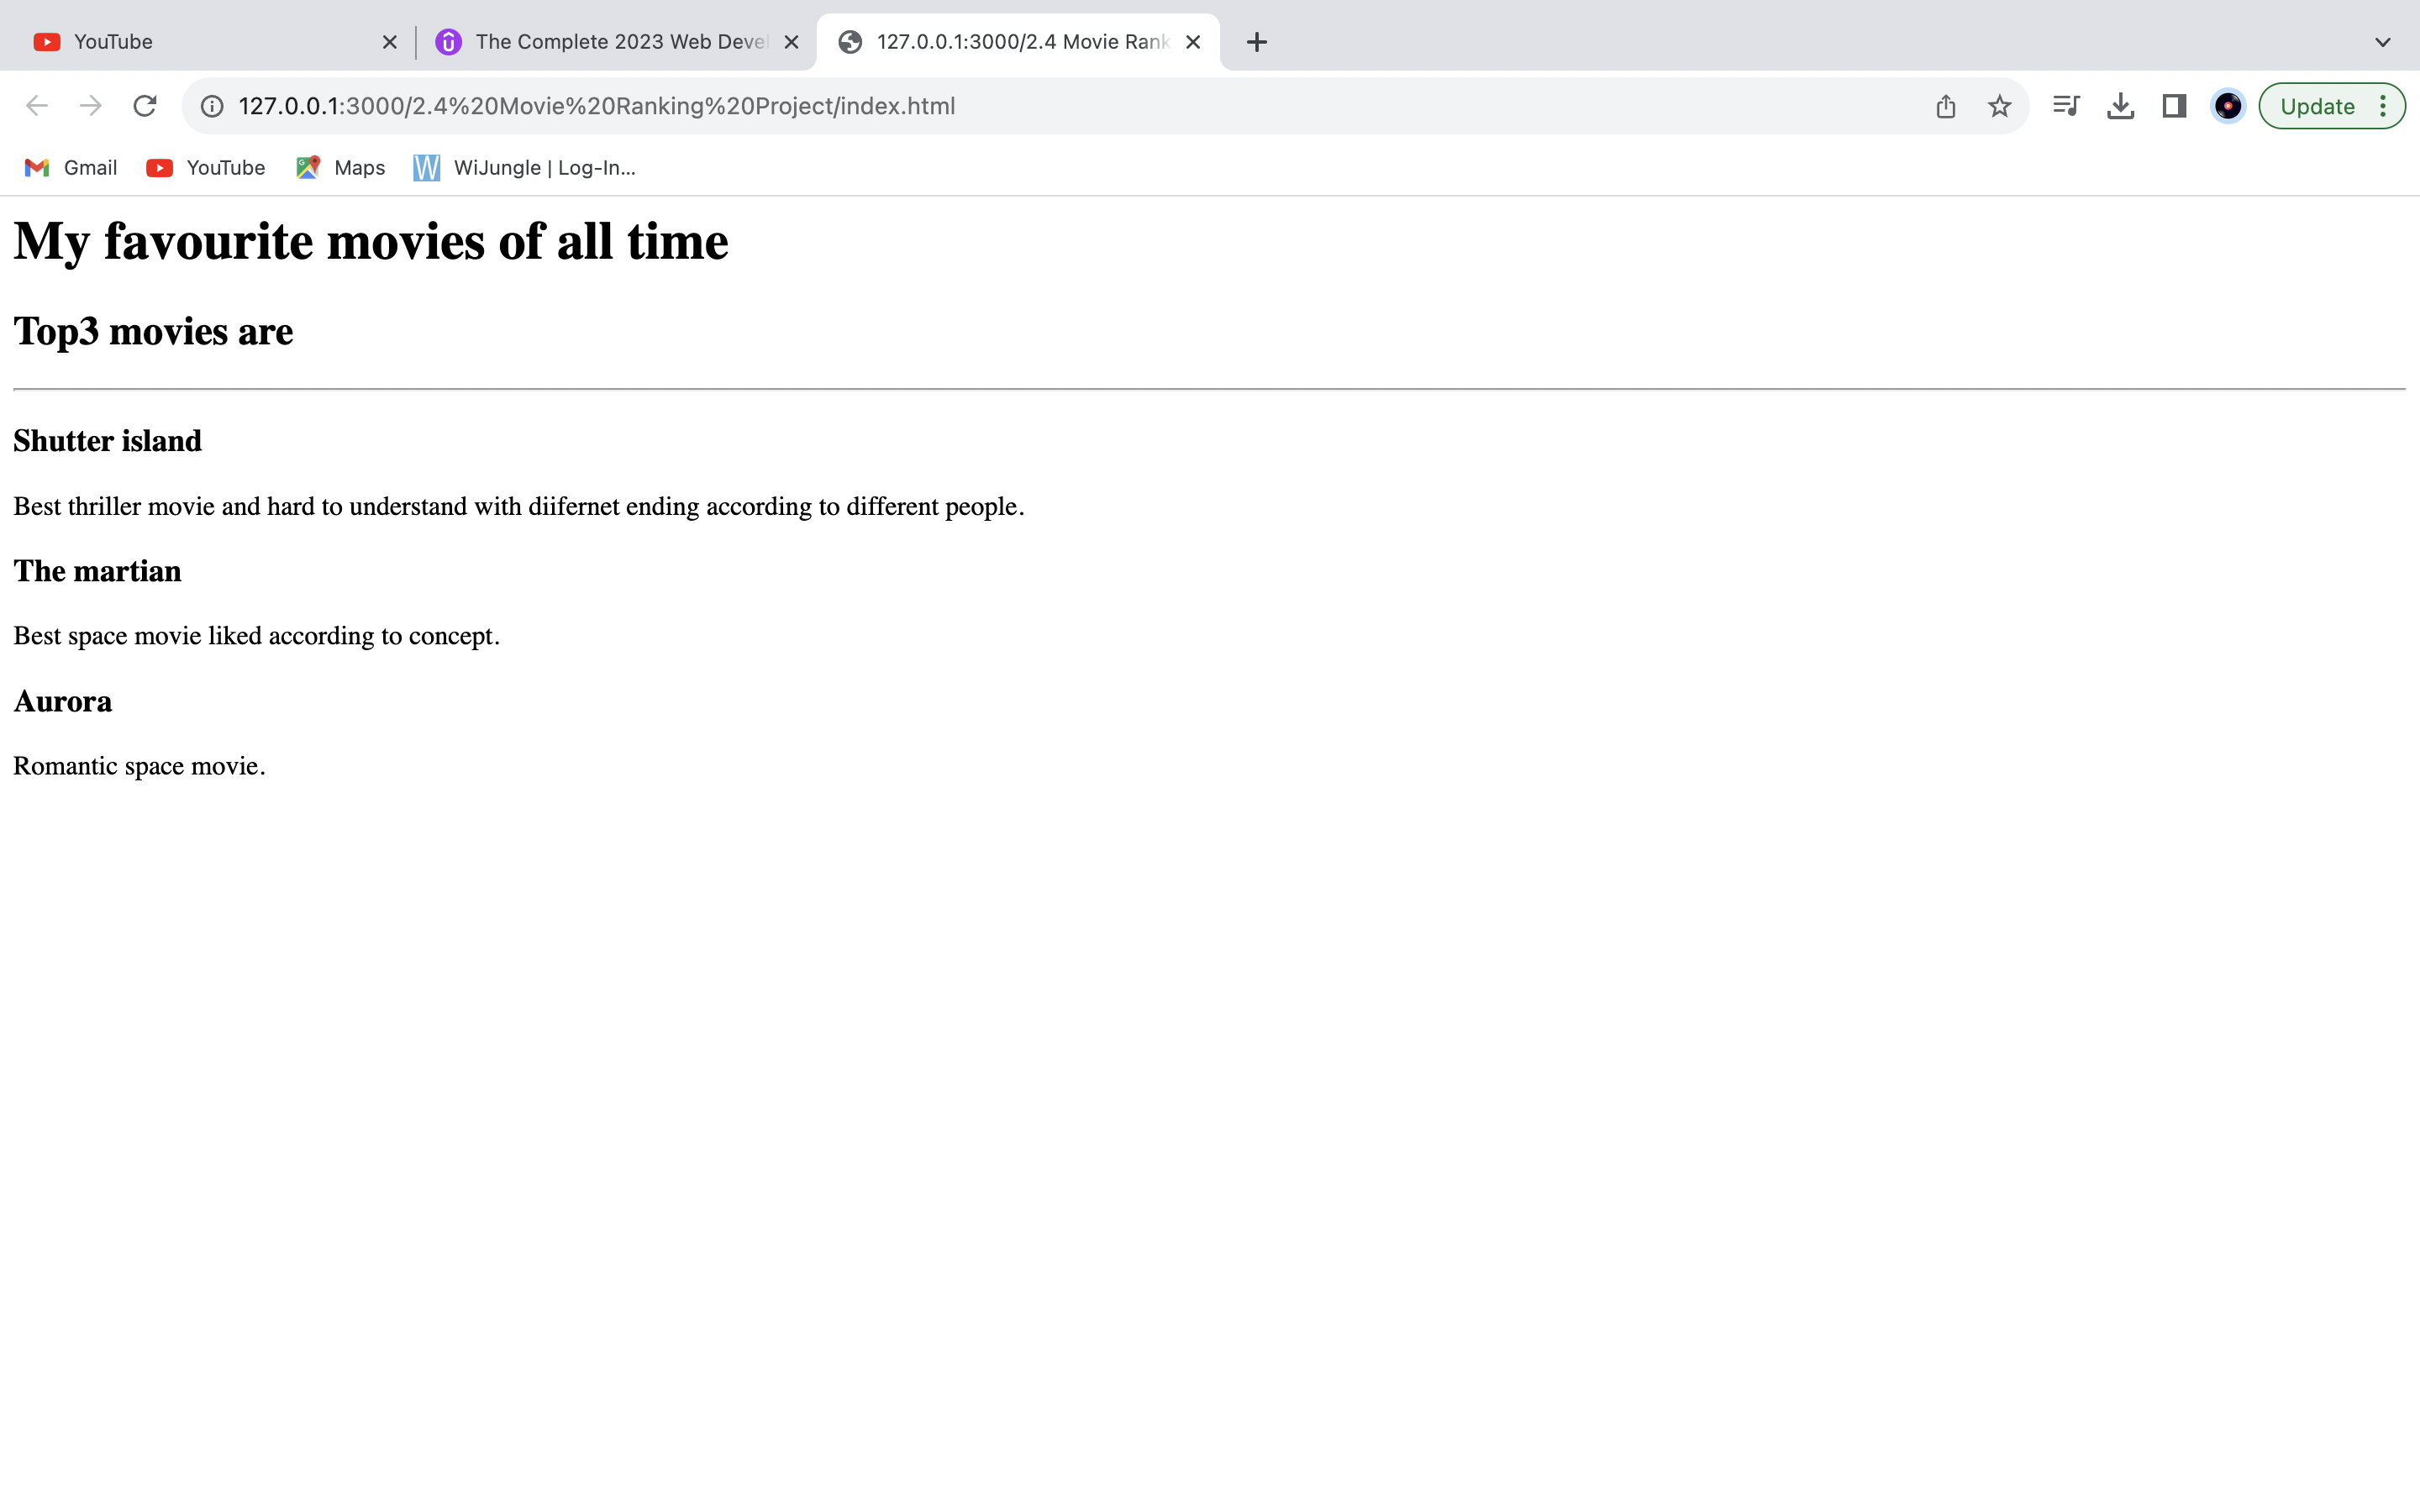 YouTube
The Complete 2023 Web Devel
127.0.0.1:3000/2.4 Movie Rank
127.0.0.1:3000/2.4%20Movie%20Ranking%20Project/index.html
Update
Gmail
YouTube
Maps
WiJungle | Log-In...
My favourite movies of all time
Top3 movies are
Shutter island
Best thriller movie and hard to understand with diifernet ending according to different people.
The martian
Best space movie liked according to concept.
Aurora
Romantic space movie.